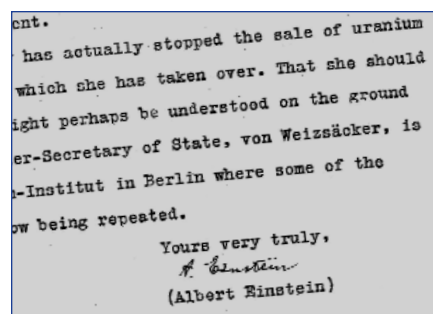 ent.
has actually stopped the sale of uranium
which she has taken over. That she should
ight perhaps be understood on the ground
er-Secretary of State, von Weizsäcker, is
-Institut in Berlin where some of the
ow being repeated.
Yours very truly,
A. Einstein
(Albert Einstein)